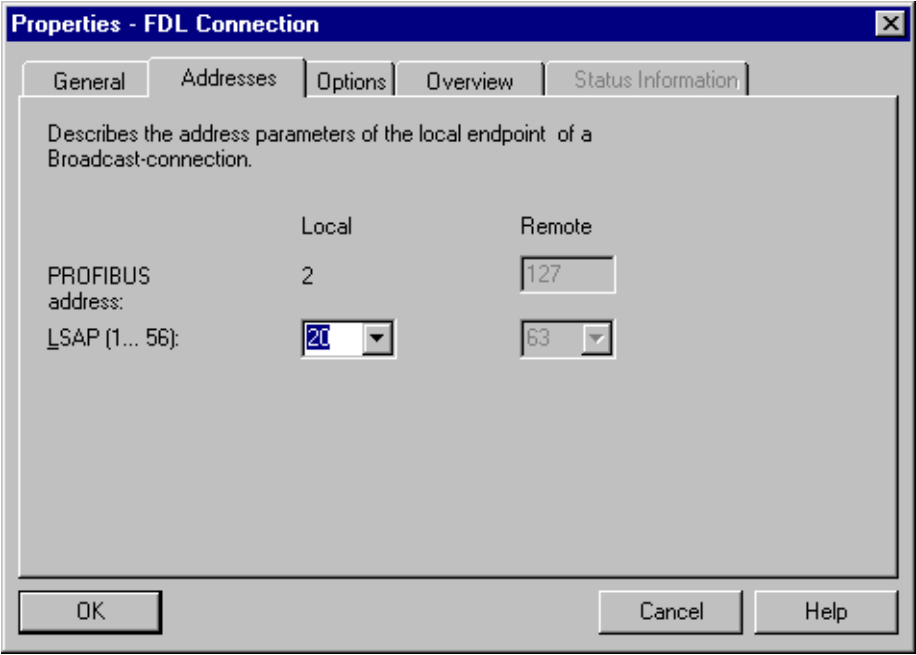 Properties - FDL Connection
General Addresses Options Overview Status Information
Describes the address parameters of the local endpoint of a
Broadcast-connection.
Local Remote
PROFIBUS 2 127
address:
LSAP (1... 56): 20 63
OK Cancel Help